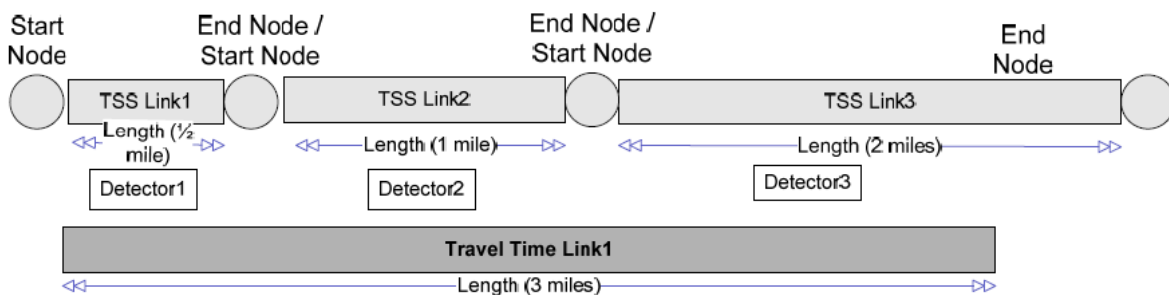 Start
Node
End Node /
Start Node
End Node /
Start Node
End
Node
TSS Link1
TSS Link2
TSS Link3
Length (½
mile)
Length (1 mile)
Length (2 miles)
Detector1
Detector2
Detector3
Travel Time Link1
Length (3 miles)